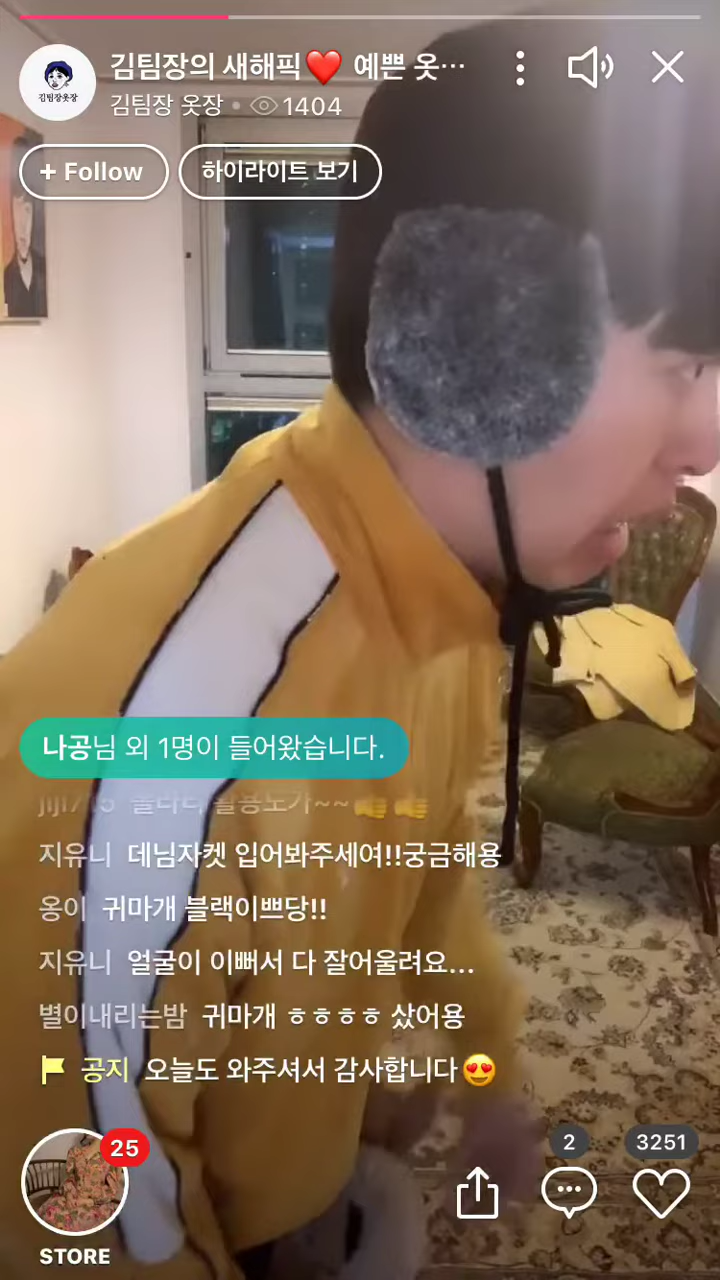 김팀장의 새해픽❤️ 예쁜 옷…
김팀장옷장
김팀장 옷장 • 1404
+ Follow
하이라이트 보기
나공님 외 1명이 들어왔습니다.
지유니 데님자켓 입어봐주세여!!궁금해용
옹이 귀마개 블랙이쁘당!!
지유니 얼굴이 이뻐서 다 잘어울려요...
별이내리는밤 귀마개 ㅎㅎㅎㅎ 샀어용
공지 오늘도 와주셔서 감사합니다😍
25
2
3251
STORE